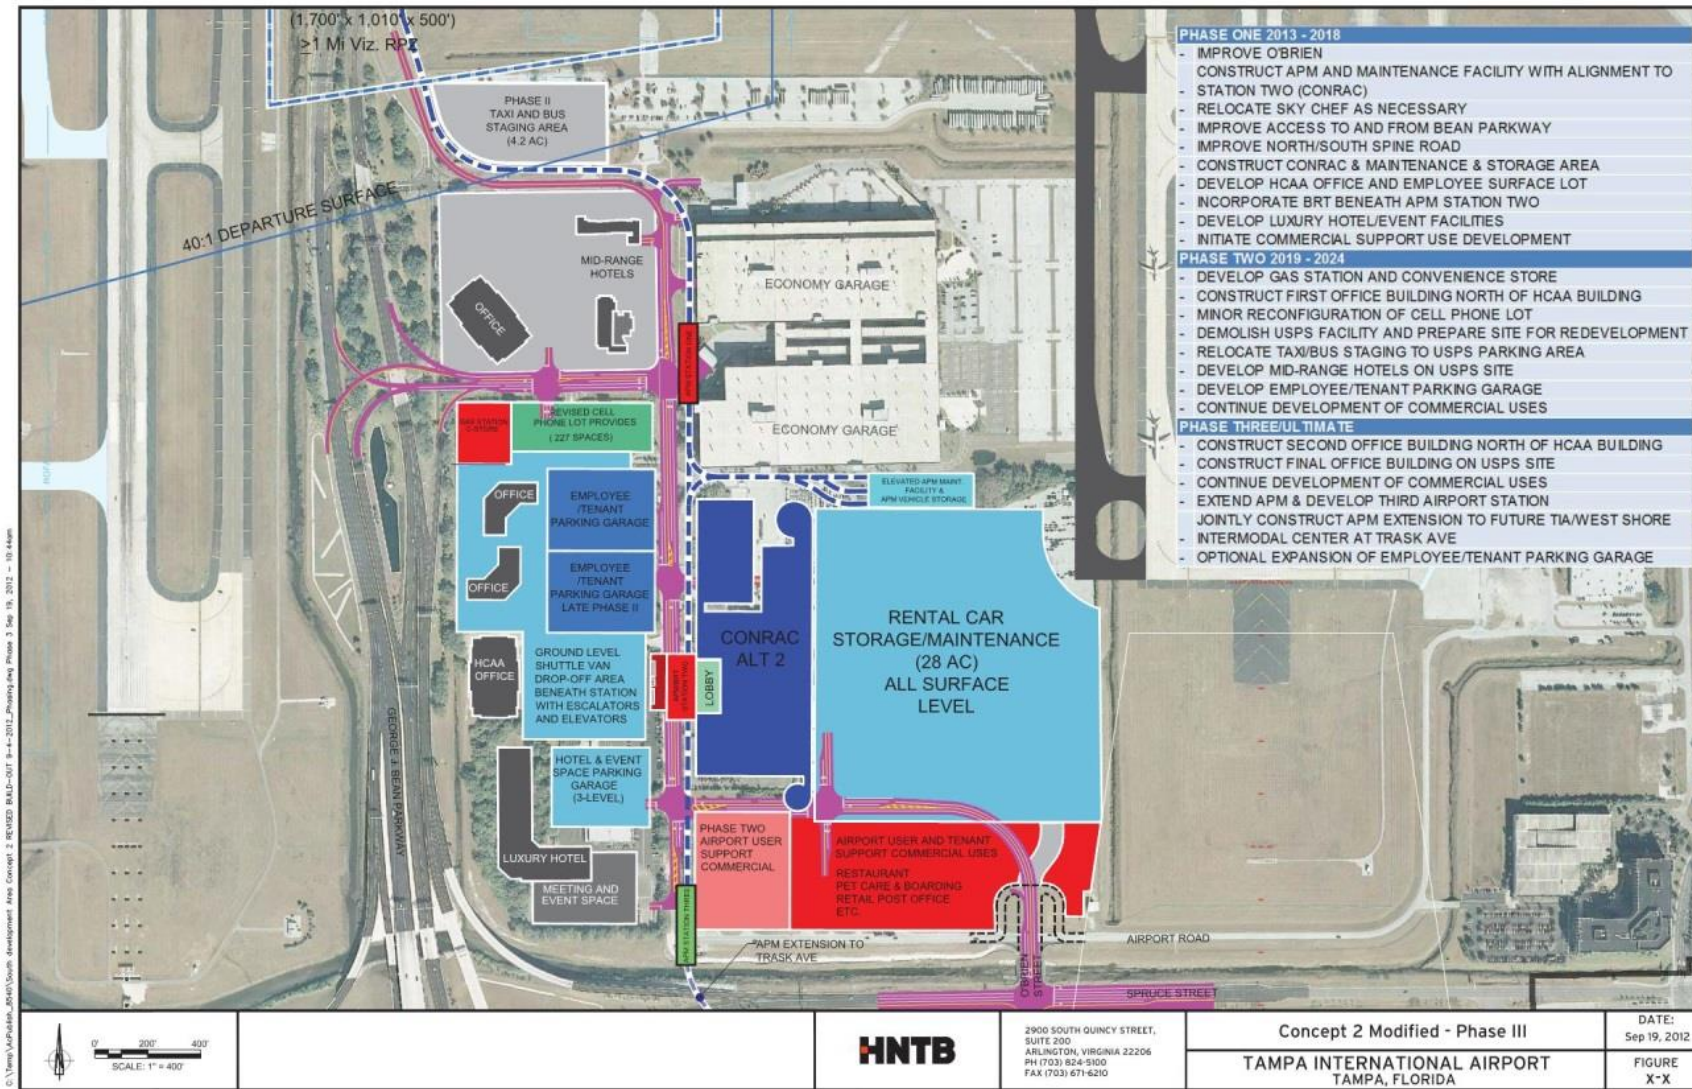 (1,700' x 1,010' x 500')
>1 Mi Viz. RPZ
40:1 DEPARTURE SURFACE
PHASE II
TAXI AND BUS
STAGING AREA
(4.2 AC)
MID-RANGE
HOTELS
OFFICE
ECONOMY GARAGE
APM STATION ONE
ECONOMY GARAGE
GAS STATION
C-STORE
REVISED CELL
PHONE LOT PROVIDES
(227 SPACES)
ELEVATED APM MAINT.
FACILITY &
APM VEHICLE STORAGE
OFFICE
EMPLOYEE
/TENANT
PARKING GARAGE
OFFICE
EMPLOYEE
/TENANT
PARKING GARAGE
LATE PHASE II
HCAA
OFFICE
GROUND LEVEL
SHUTTLE VAN
DROP-OFF AREA
BENEATH STATION
WITH ESCALATORS
AND ELEVATORS
STATION TWO
LOBBY
CONRAC
ALT 2
RENTAL CAR
STORAGE/MAINTENANCE
(28 AC)
ALL SURFACE
LEVEL
HOTEL & EVENT
SPACE PARKING
GARAGE
(3-LEVEL)
GEORGE J. BEAN PARKWAY
LUXURY HOTEL
MEETING AND
EVENT SPACE
PHASE TWO
AIRPORT USER
SUPPORT
COMMERCIAL
AIRPORT USER AND TENANT
SUPPORT COMMERCIAL USES
RESTAURANT
PET CARE & BOARDING
RETAIL POST OFFICE
ETC.
APM STATION THREE
APM EXTENSION TO
TRASK AVE
AIRPORT ROAD
O'BRIEN
STREET
SPRUCE STREET
PHASE ONE 2013 - 2018
- IMPROVE O'BRIEN
CONSTRUCT APM AND MAINTENANCE FACILITY WITH ALIGNMENT TO
- STATION TWO (CONRAC)
- RELOCATE SKY CHEF AS NECESSARY
- IMPROVE ACCESS TO AND FROM BEAN PARKWAY
- IMPROVE NORTH/SOUTH SPINE ROAD
- CONSTRUCT CONRAC & MAINTENANCE & STORAGE AREA
- DEVELOP HCAA OFFICE AND EMPLOYEE SURFACE LOT
- INCORPORATE BRT BENEATH APM STATION TWO
- DEVELOP LUXURY HOTEL/EVENT FACILITIES
- INITIATE COMMERCIAL SUPPORT USE DEVELOPMENT
PHASE TWO 2019 - 2024
- DEVELOP GAS STATION AND CONVENIENCE STORE
- CONSTRUCT FIRST OFFICE BUILDING NORTH OF HCAA BUILDING
- MINOR RECONFIGURATION OF CELL PHONE LOT
- DEMOLISH USPS FACILITY AND PREPARE SITE FOR REDEVELOPMENT
- RELOCATE TAXI/BUS STAGING TO USPS PARKING AREA
- DEVELOP MID-RANGE HOTELS ON USPS SITE
- DEVELOP EMPLOYEE/TENANT PARKING GARAGE
- CONTINUE DEVELOPMENT OF COMMERCIAL USES
PHASE THREE/ULTIMATE
- CONSTRUCT SECOND OFFICE BUILDING NORTH OF HCAA BUILDING
- CONSTRUCT FINAL OFFICE BUILDING ON USPS SITE
- CONTINUE DEVELOPMENT OF COMMERCIAL USES
- EXTEND APM & DEVELOP THIRD AIRPORT STATION
JOINTLY CONSTRUCT APM EXTENSION TO FUTURE TIA/WEST SHORE
- INTERMODAL CENTER AT TRASK AVE
- OPTIONAL EXPANSION OF EMPLOYEE/TENANT PARKING GARAGE
0' 200' 400'
SCALE: 1" = 400'
HNTB
2900 SOUTH QUINCY STREET,
SUITE 200
ARLINGTON, VIRGINIA 22206
PH (703) 824-5100
FAX (703) 671-6210
Concept 2 Modified - Phase III
TAMPA INTERNATIONAL AIRPORT
TAMPA, FLORIDA
DATE:
Sep 19, 2012
FIGURE
X-X